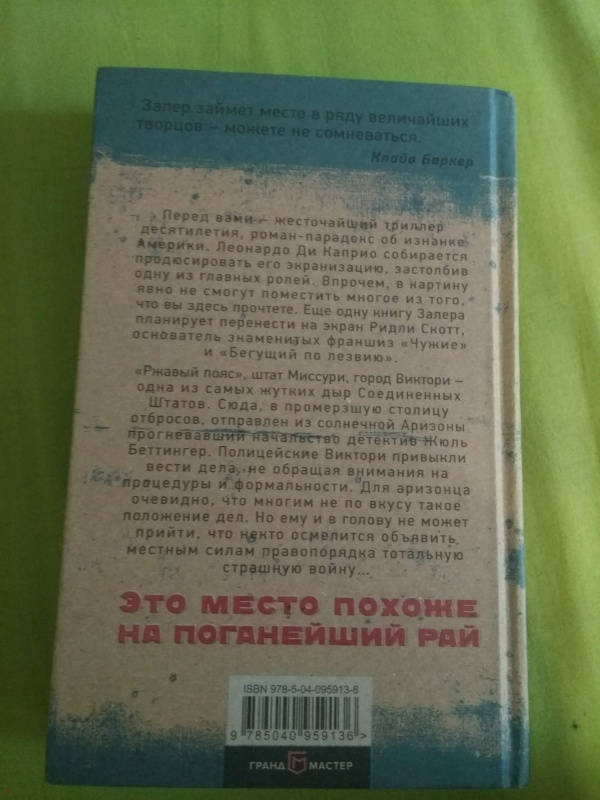 Залер займет место в ряду величайших
творцов – можете не сомневаться.
Клайв Баркер
Перед вами – жесточайший триллер
десятилетия, роман-парадокс об изнанке
Америки. Леонардо Ди Каприо собирается
продюсировать его экранизацию, застолбив
одну из главных ролей. Впрочем, в картину
явно не смогут поместить многое из того,
что вы здесь прочтете. Еще одну книгу Залера
планирует перенести на экран Ридли Скотт,
основатель знаменитых франшиз «Чужие»
и «Бегущий по лезвию».
«Ржавый пояс», штат Миссури, город Виктори –
одна из самых жутких дыр Соединенных
Штатов. Сюда, в промерзшую столицу
отбросов, отправлен из солнечной Аризоны
прогневавший начальство детектив Жюль
Беттингер. Полицейские Виктори привыкли
вести дела, не обращая внимания на
процедуры и формальности. Для аризонца
очевидно, что многим не по вкусу такое
положение дел. Но ему и в голову не может
прийти, что некто осмелится объявить
местным силам правопорядка тотальную
страшную войну...
ЭТО МЕСТО ПОХОЖЕ
НА ПОГАНЕЙШИЙ РАЙ
ISBN 978-5-04-095913-6
9 785040 959136 >
ГРАНД МАСТЕР